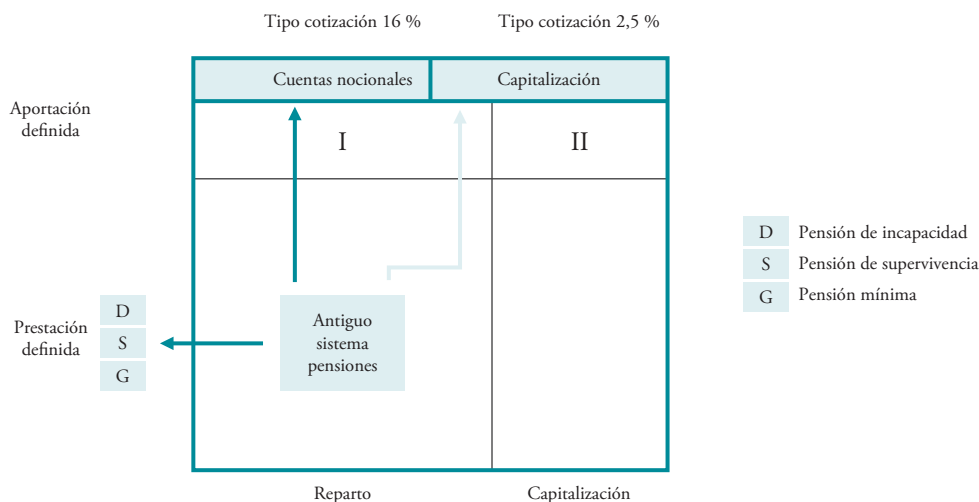 Tipo cotización 16 %
Tipo cotización 2,5 %
Cuentas nocionales
Capitalización
Aportación
definida
I
II
D
Pensión de incapacidad
S
Pensión de supervivencia
G
Pensión mínima
Prestación
definida
D
S
G
Antiguo
sistema
pensiones
Reparto
Capitalización